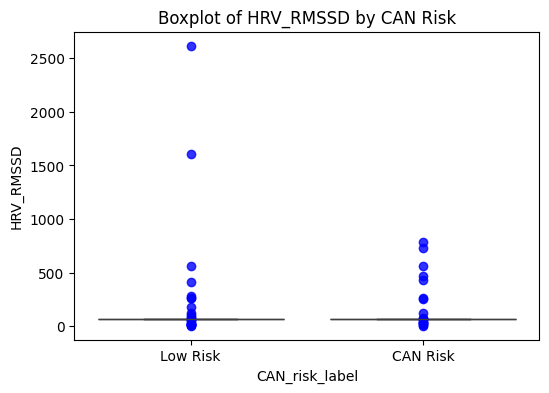 Boxplot of HRV_RMSSD by CAN Risk
HRV_RMSSD
2500
2000
1500
1000
500
0
Low Risk
CAN Risk
CAN_risk_label